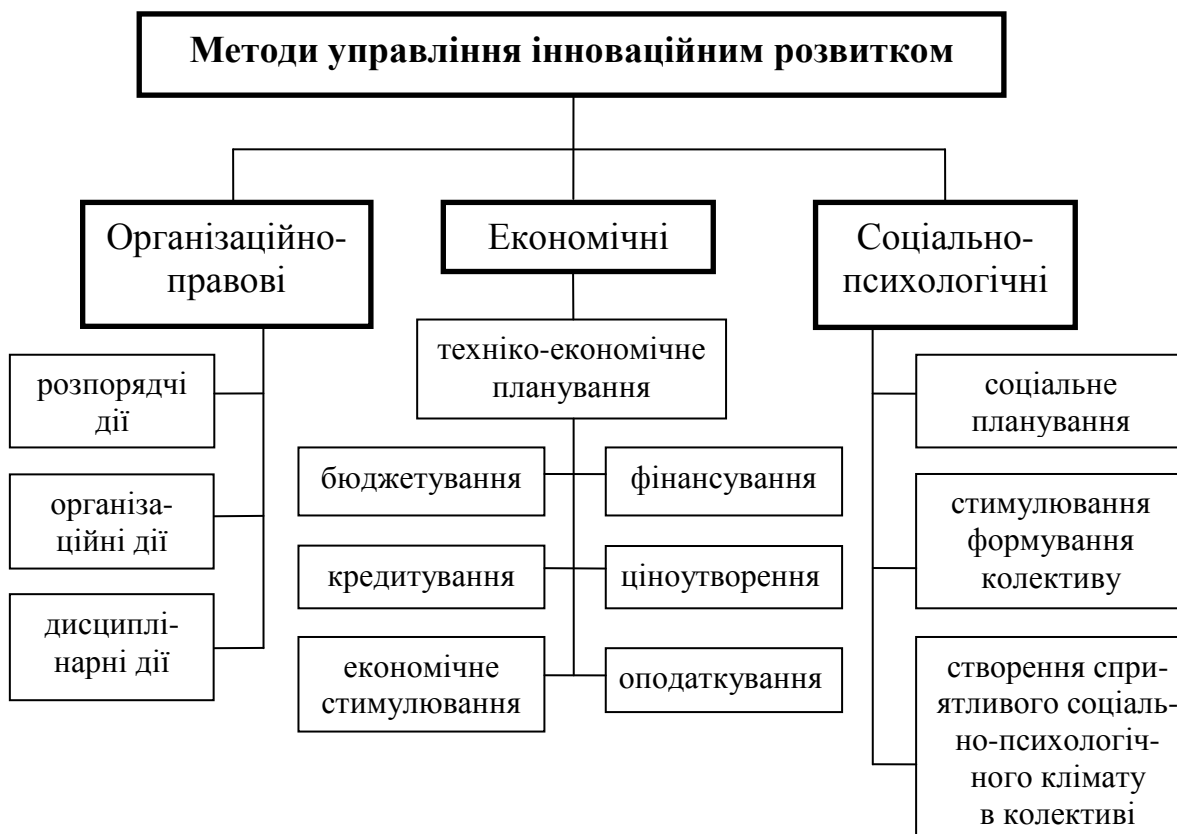 Методи управління інноваційним розвитком
Організаційно-
правові
Економічні
Соціально-
психологічні
розпорядчі
дії
організа-
ційні дії
дисциплі-
нарні дії
техніко-економічне
планування
бюджетування
фінансування
кредитування
ціноутворення
економічне
стимулювання
оподаткування
соціальне
планування
стимулювання
формування
колективу
створення спри-
ятливого соціаль-
но-психологіч-
ного клімату
в колективі